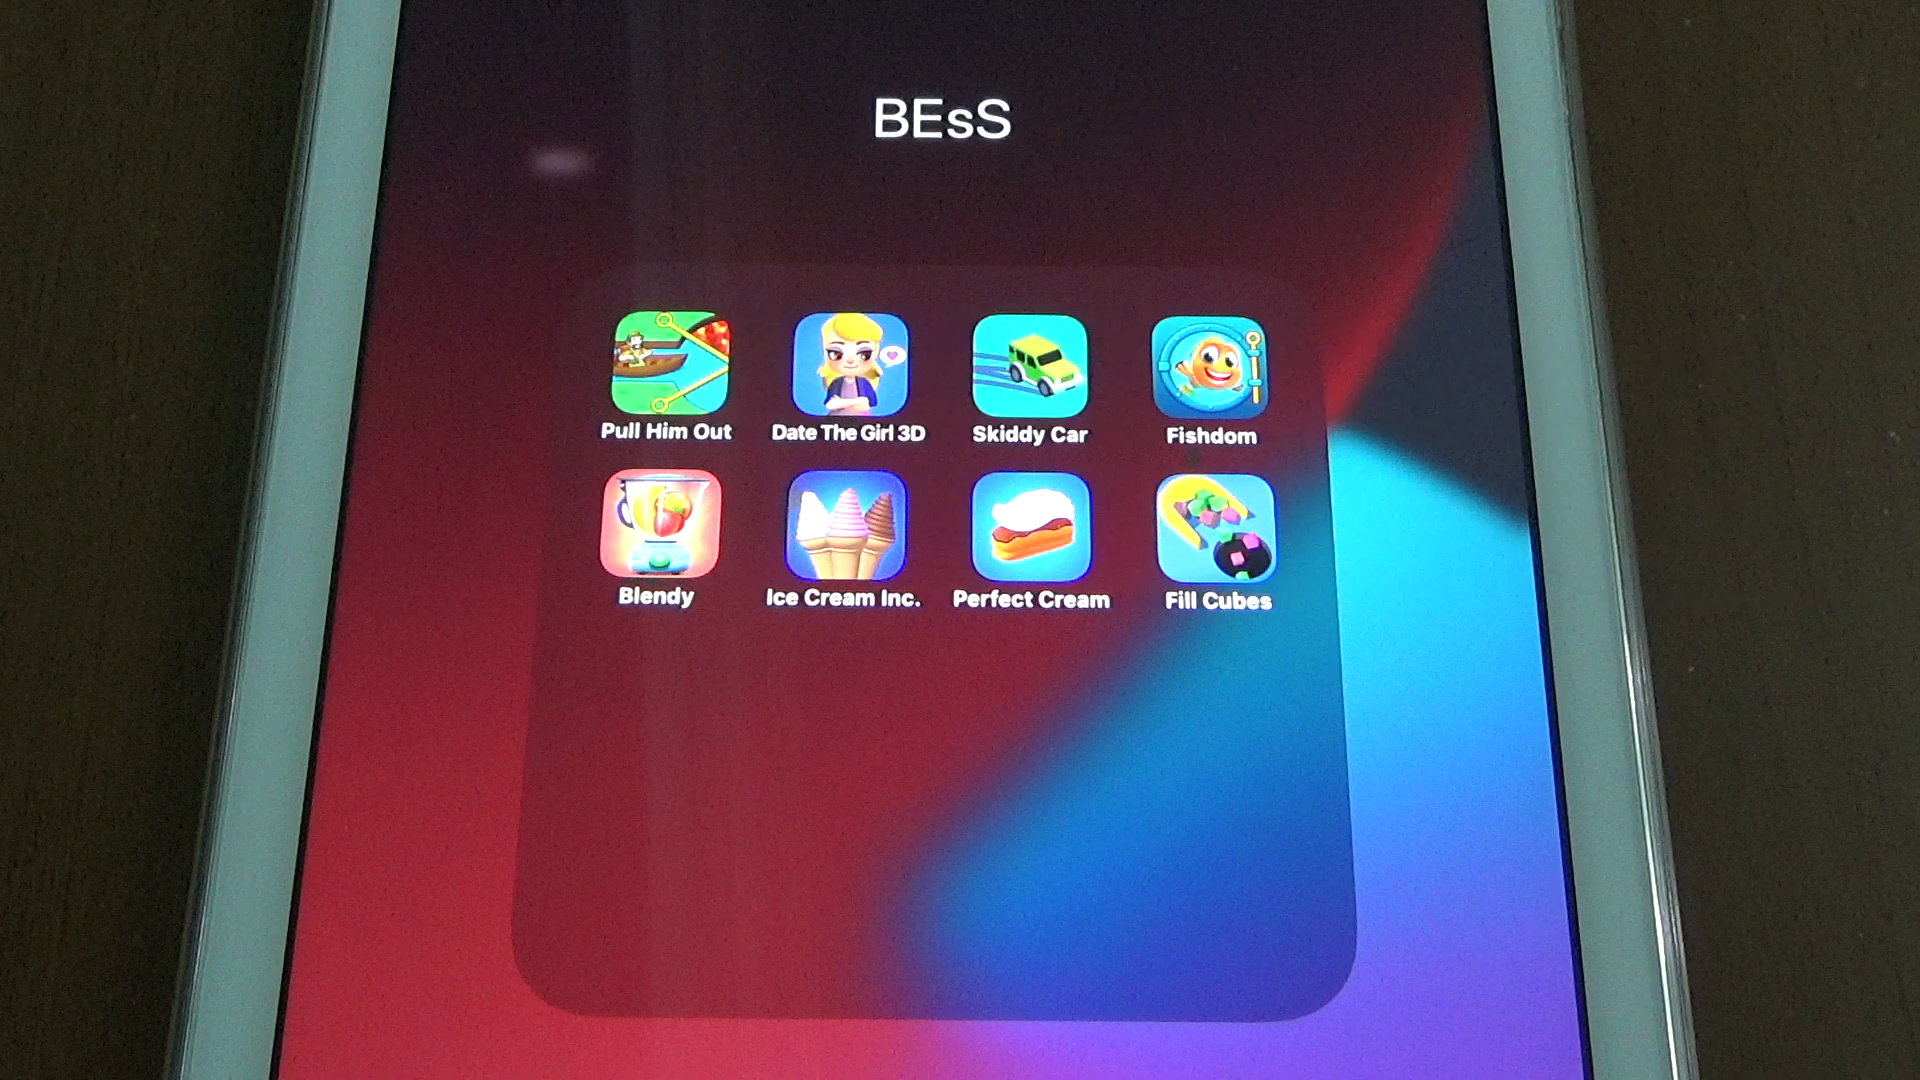 BEsS
Pull Him Out Date The Girl 3D Skiddy Car Fishdom
Blendy Ice Cream Inc. Perfect Cream Fill Cubes